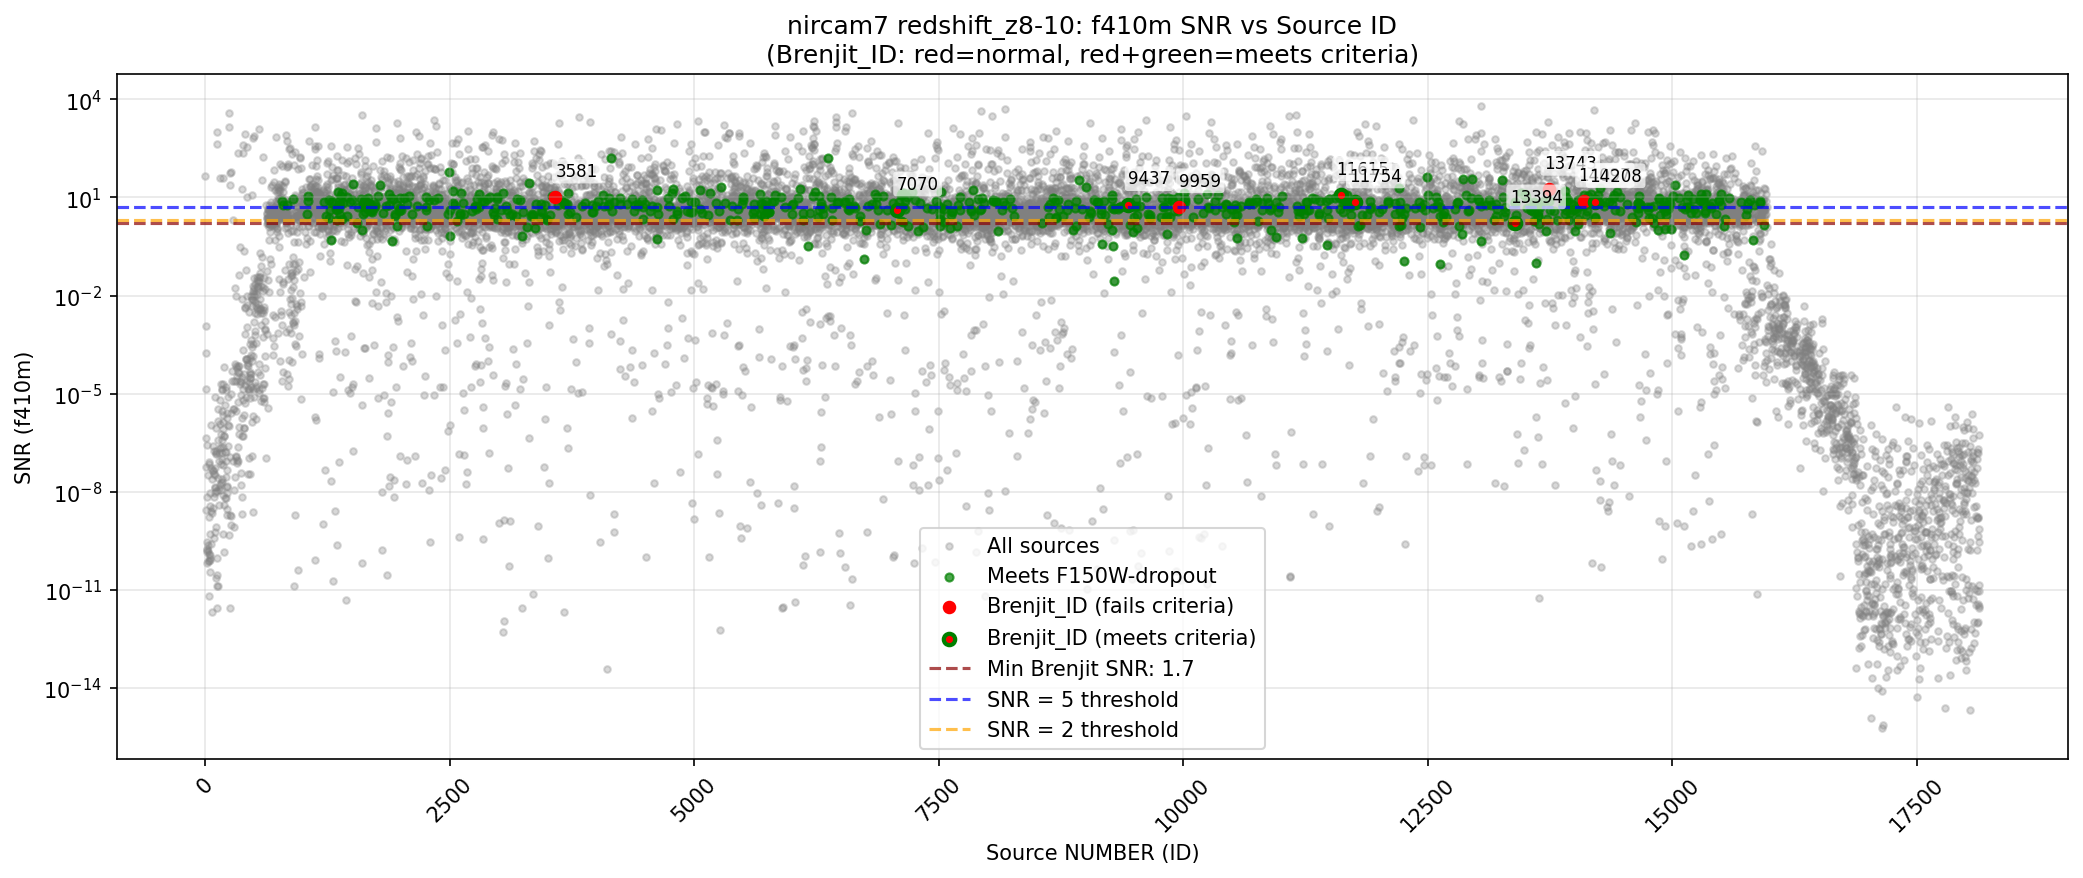 nircam7 redshift_z8-10: f410m SNR vs Source ID
(Brenjit_ID: red=normal, red+green=meets criteria)
SNR (f410m)
10^4
10^1
10^-2
10^-5
10^-8
10^-11
10^-14
3581
7070
9437
9959
11754
13743
14208
13394
All sources
Meets F150W-dropout
Brenjit_ID (fails criteria)
Brenjit_ID (meets criteria)
Min Brenjit SNR: 1.7
SNR = 5 threshold
SNR = 2 threshold
0
2500
5000
7500
10000
12500
15000
17500
Source NUMBER (ID)